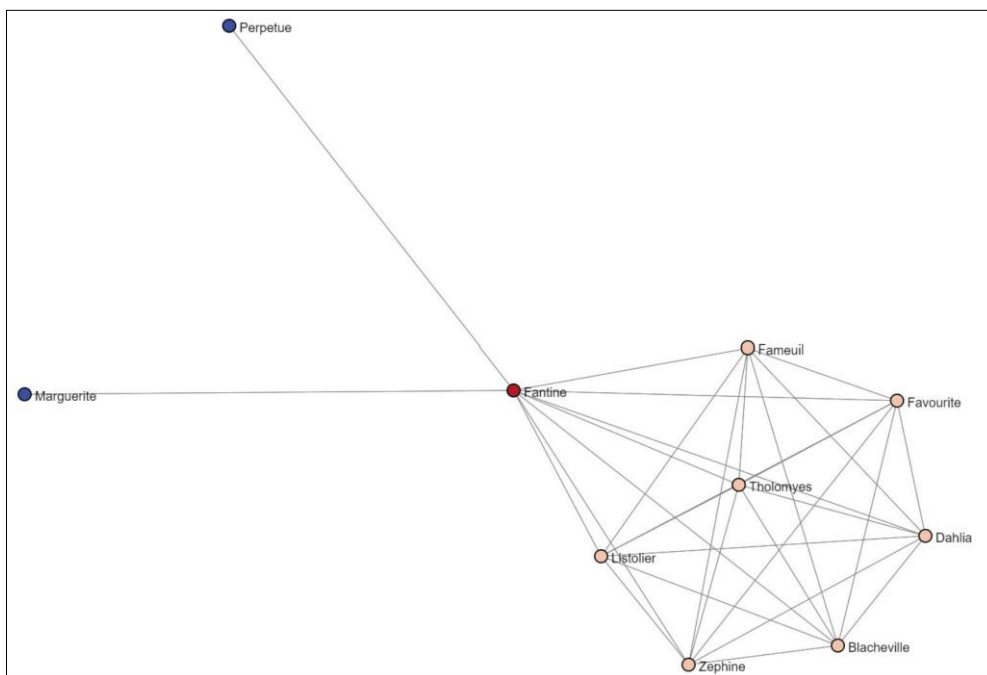 Perpetue
Fameuil
Marguerite
Fantine
Favourite
Tholomyes
Dahlia
Listolier
Blacheville
Zephine